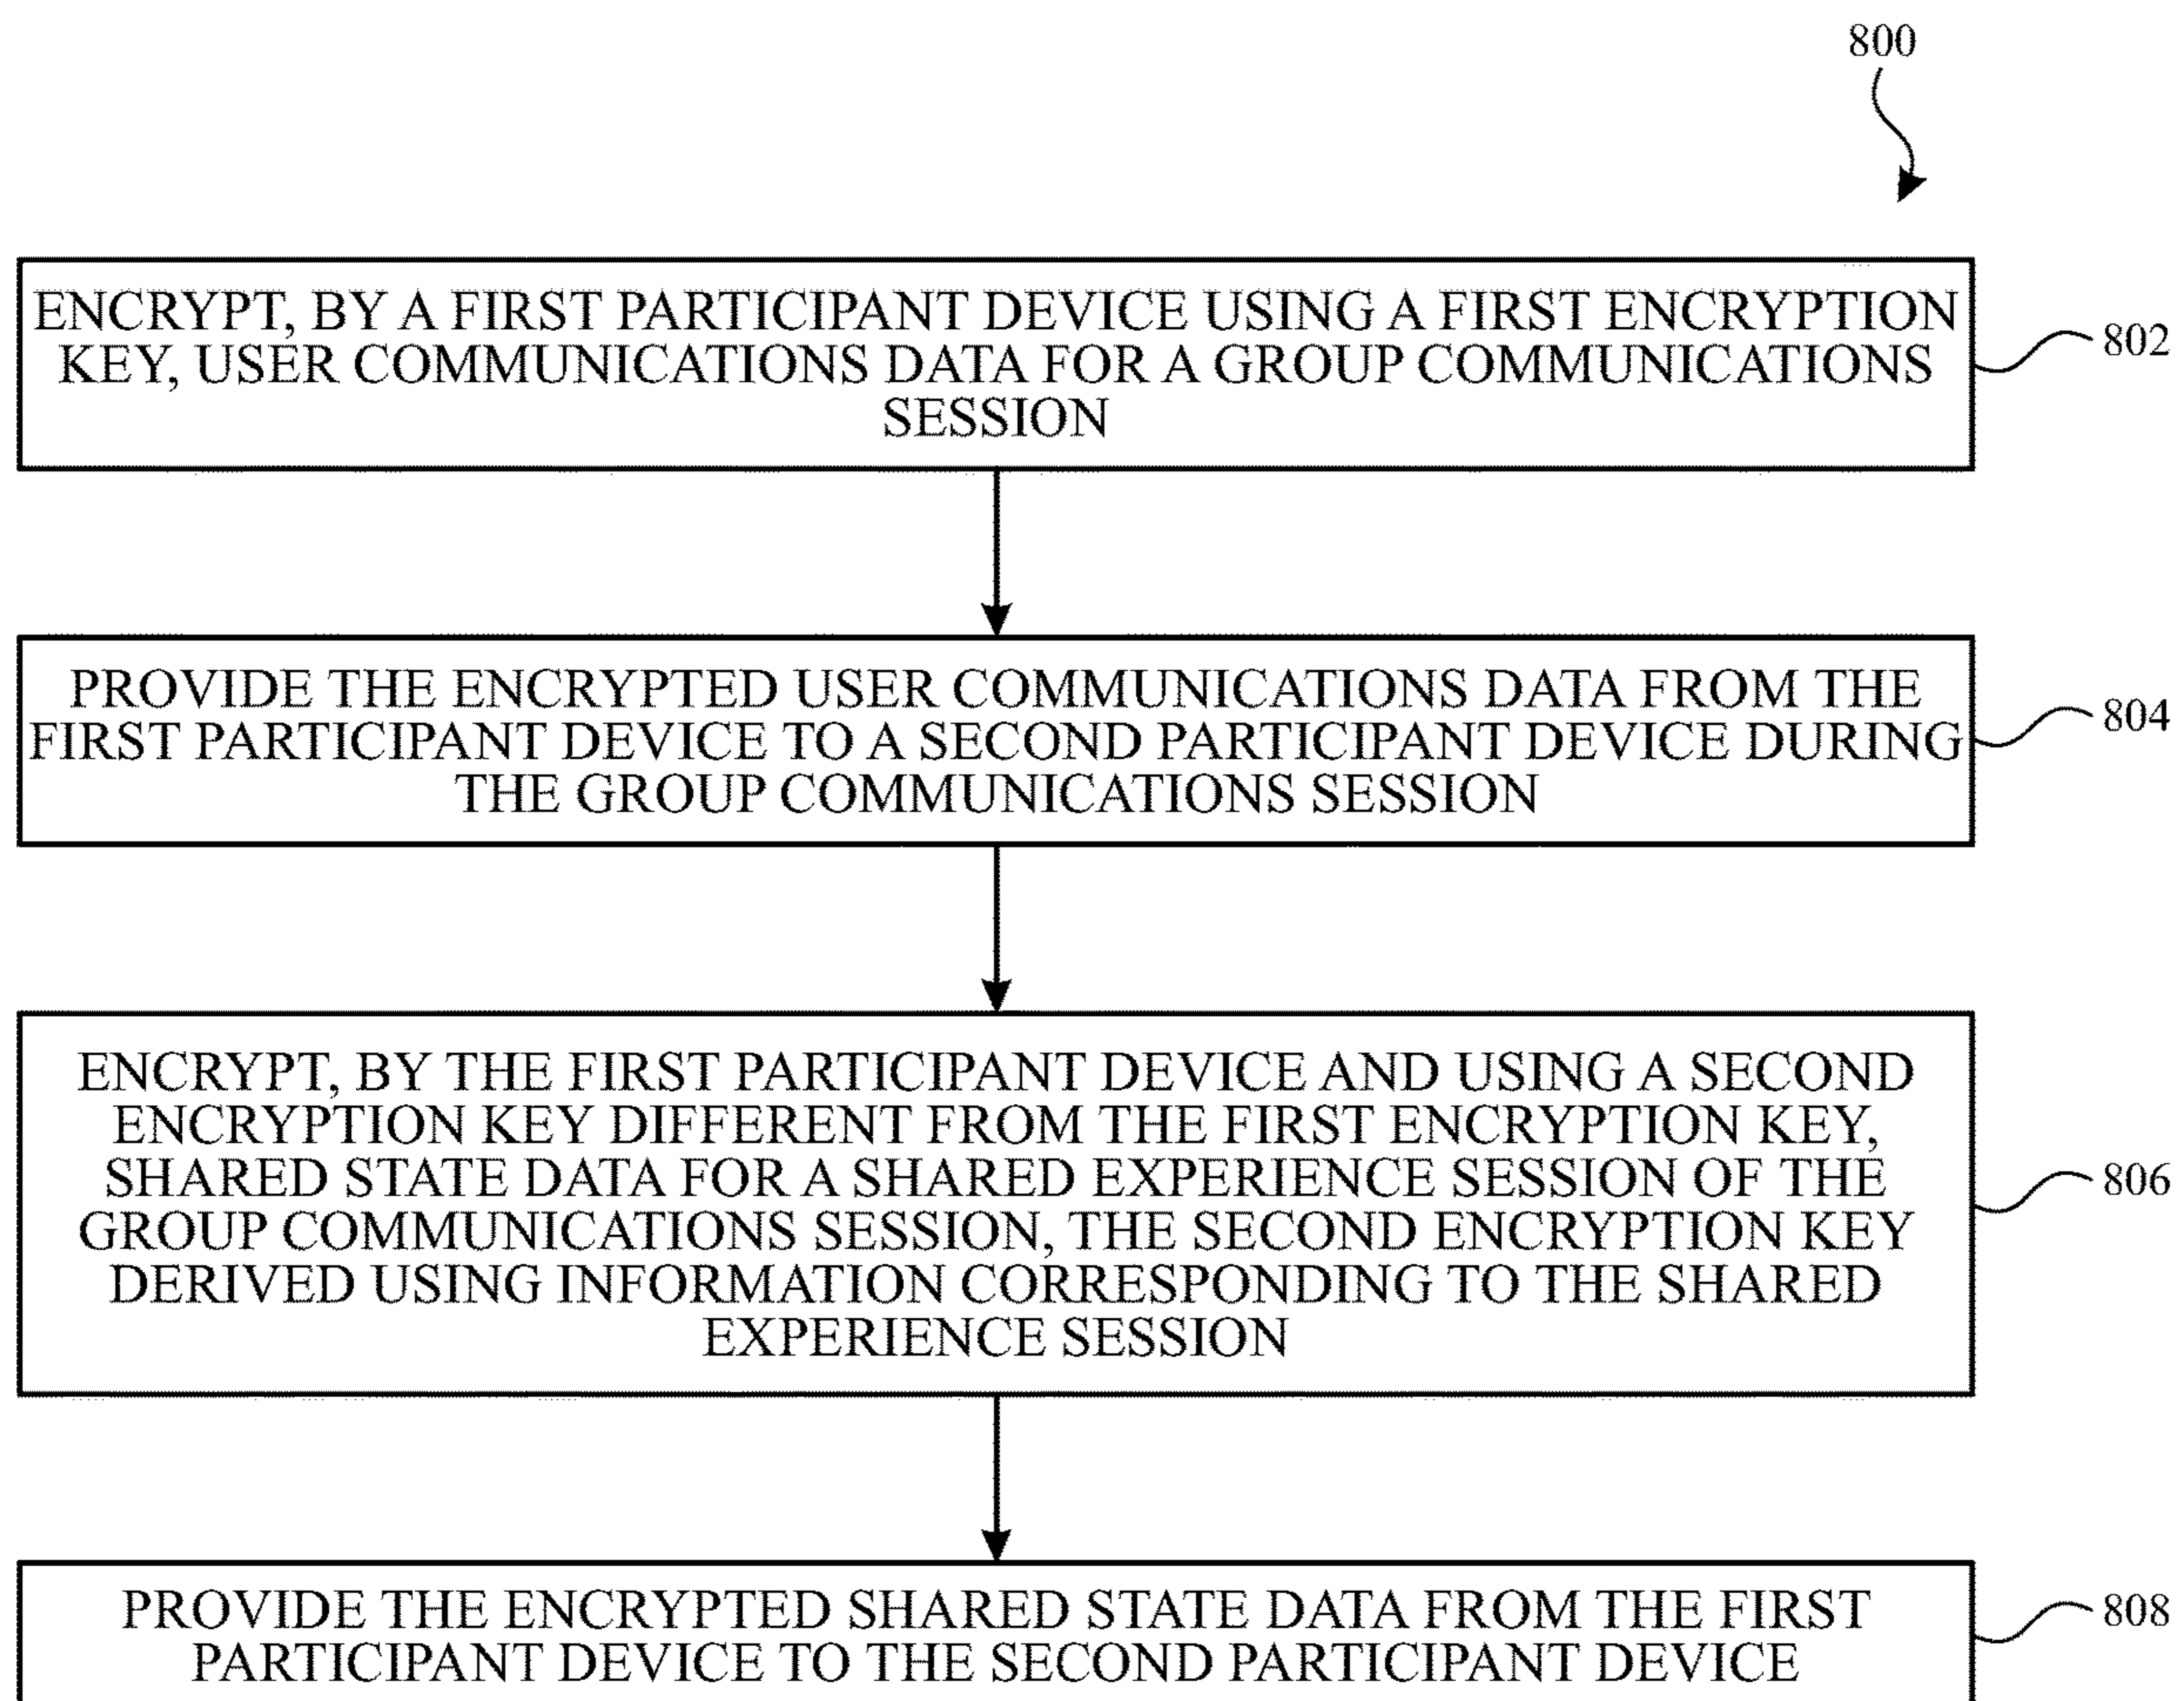 800
ENCRYPT, BY A FIRST PARTICIPANT DEVICE USING A FIRST ENCRYPTION
KEY, USER COMMUNICATIONS DATA FOR A GROUP COMMUNICATIONS
SESSION
802
PROVIDE THE ENCRYPTED USER COMMUNICATIONS DATA FROM THE
FIRST PARTICIPANT DEVICE TO A SECOND PARTICIPANT DEVICE DURING
THE GROUP COMMUNICATIONS SESSION
804
ENCRYPT, BY THE FIRST PARTICIPANT DEVICE AND USING A SECOND
ENCRYPTION KEY DIFFERENT FROM THE FIRST ENCRYPTION KEY,
SHARED STATE DATA FOR A SHARED EXPERIENCE SESSION OF THE
GROUP COMMUNICATIONS SESSION, THE SECOND ENCRYPTION KEY
DERIVED USING INFORMATION CORRESPONDING TO THE SHARED
EXPERIENCE SESSION
806
PROVIDE THE ENCRYPTED SHARED STATE DATA FROM THE FIRST
PARTICIPANT DEVICE TO THE SECOND PARTICIPANT DEVICE
808